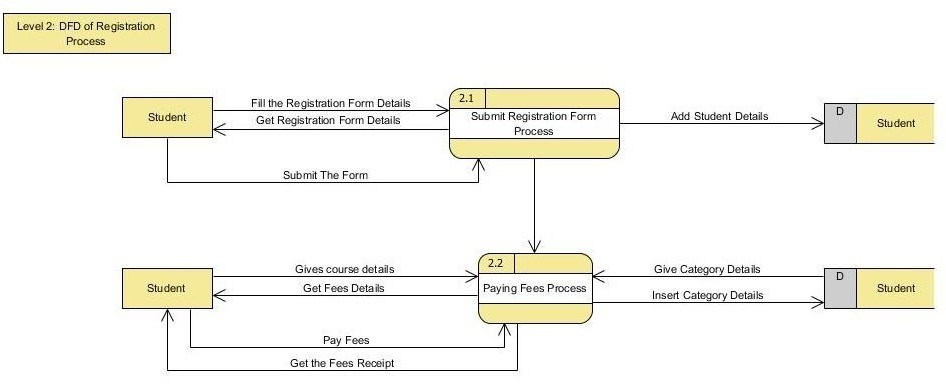 Level 2: DFD of Registration
Process
2.1
Fill the Registration Form Details
Student
Get Registration Form Details
Submit Registration Form
Process
Add Student Details
D
Student
Submit The Form
2.2
Gives course details
Student
Get Fees Details
Paying Fees Process
Give Category Details
Insert Category Details
D
Student
Pay Fees
Get the Fees Receipt